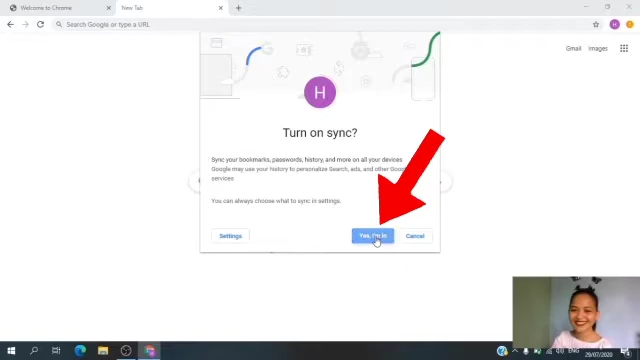 Welcome to Chrome
New Tab
Search Google or type a URL
H
Gmail
Images
H
Turn on sync?
Sync your bookmarks, passwords, history, and more on all your devices
Google may use your history to personalize Search, ads, and other Google
services
You can always choose what to sync in settings.
Settings
Yes, I'm in
Cancel
ENG
29/07/2020